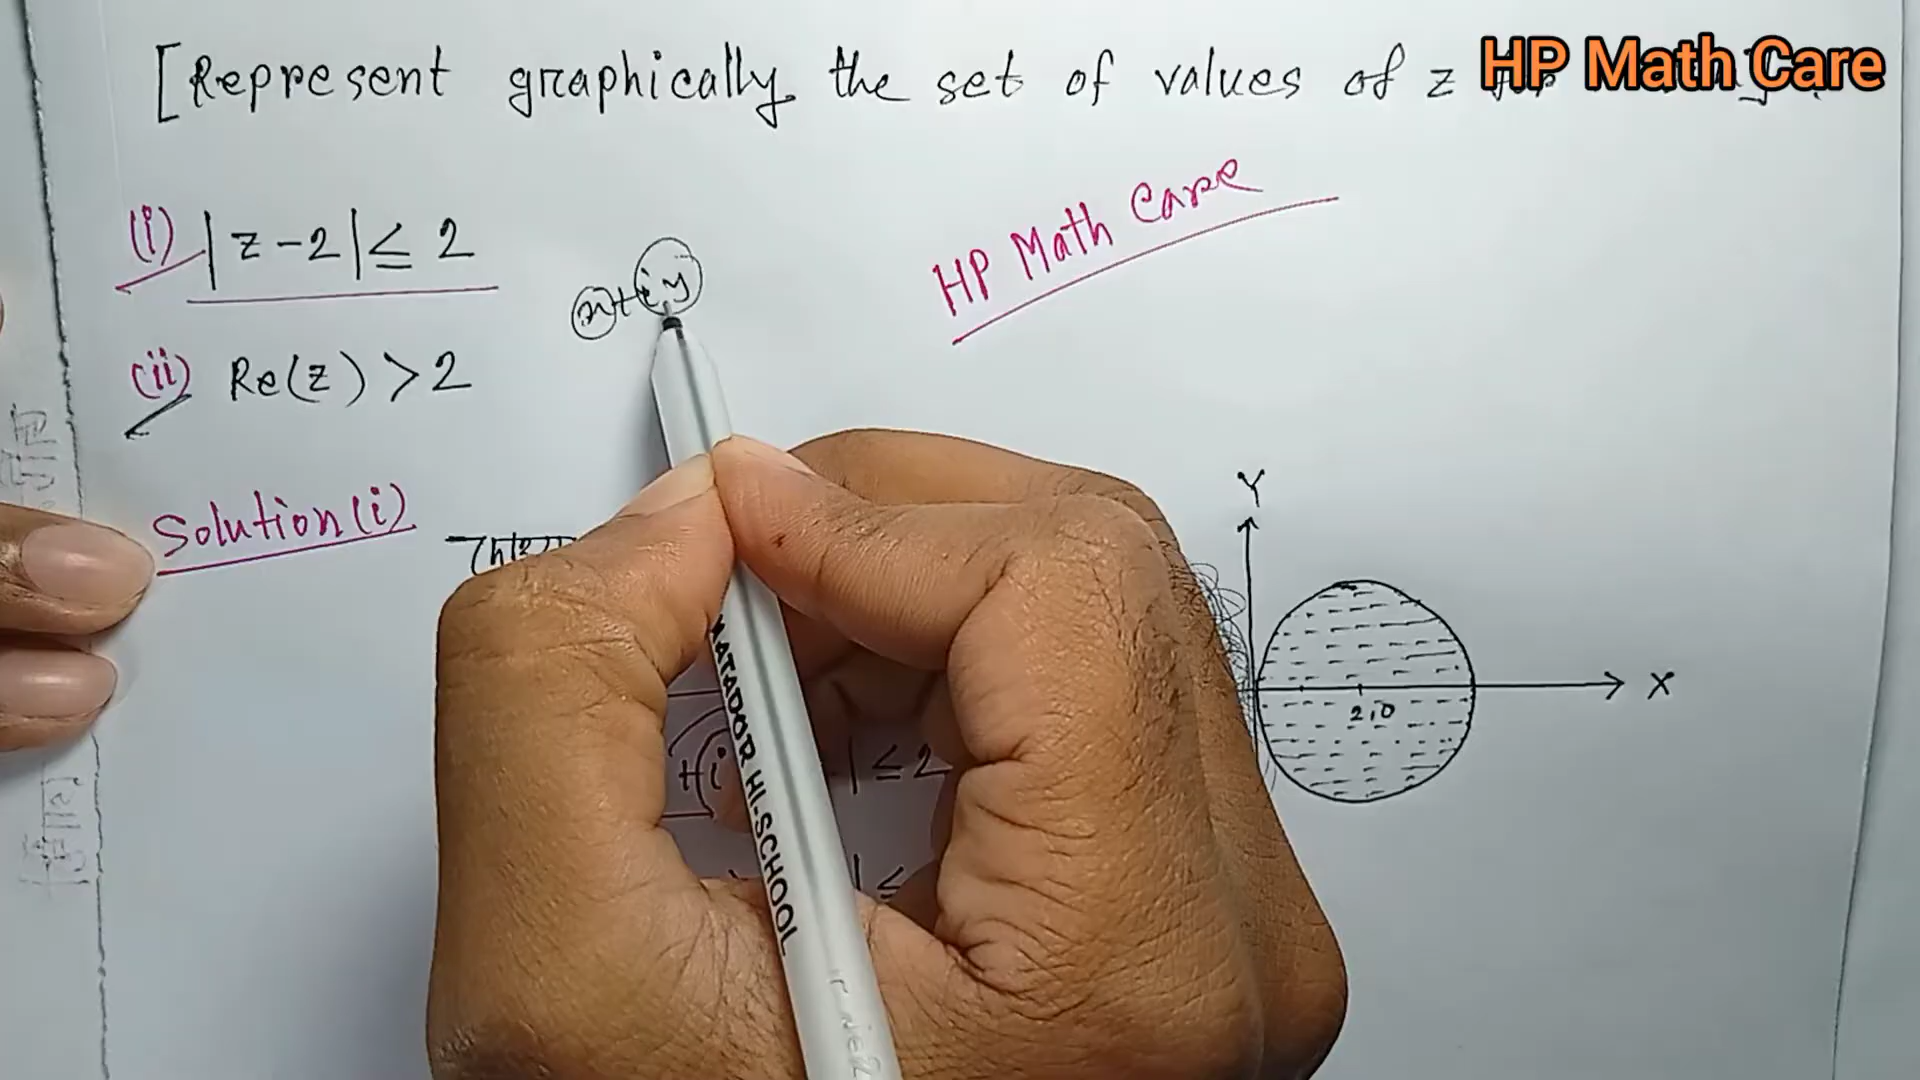 [Represent graphically the set of values of z
HP Math Care
(i) |z-2| ≤ 2
HP Math Care
x+iy
(ii) Re(z) > 2
Solution(i)
Y
X
2,0
| ≤ 2
| ≤
MATADOR HI-SCHOOL